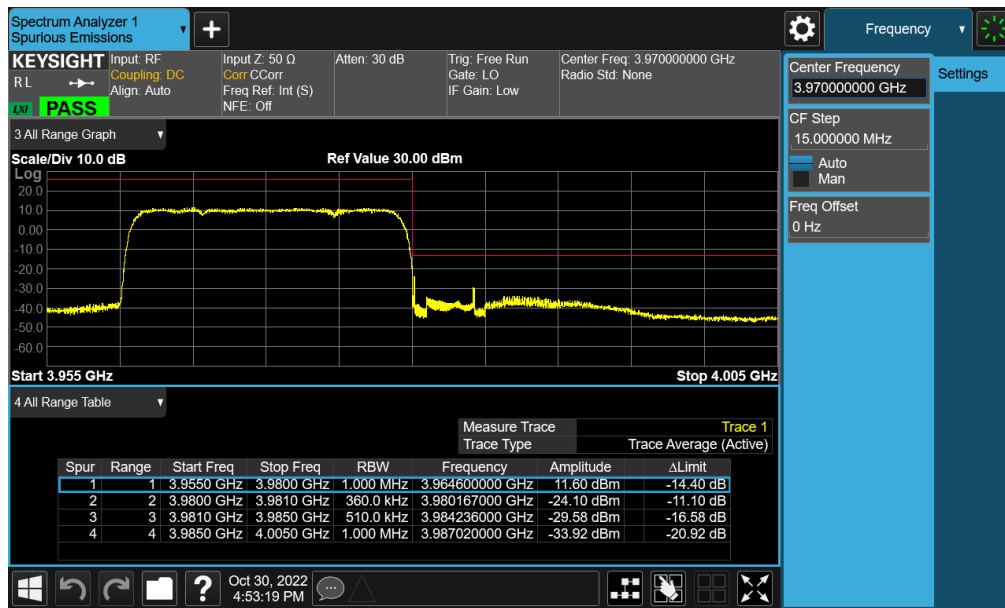 Spectrum Analyzer 1
Spurious Emissions
Frequency
KEYSIGHT
R L
LXI
PASS
Input: RF
Coupling: DC
Align: Auto
Input Z: 50 Ω
Corr CCorr
Freq Ref: Int (S)
NFE: Off
Atten: 30 dB
Trig: Free Run
Gate: LO
IF Gain: Low
Center Freq: 3.970000000 GHz
Radio Std: None
Center Frequency
3.970000000 GHz
Settings
CF Step
15.000000 MHz
Auto
Man
Freq Offset
0 Hz
3 All Range Graph
Scale/Div 10.0 dB
Ref Value 30.00 dBm
Log
20.0
10.0
0.00
-10.0
-20.0
-30.0
-40.0
-50.0
-60.0
Start 3.955 GHz
Stop 4.005 GHz
4 All Range Table
Measure Trace Trace 1
Trace Type Trace Average (Active)
Spur Range Start Freq Stop Freq RBW Frequency Amplitude ΔLimit
1 1 3.9550 GHz 3.9800 GHz 1.000 MHz 3.964600000 GHz 11.60 dBm -14.40 dB
2 2 3.9800 GHz 3.9810 GHz 360.0 kHz 3.980167000 GHz -24.10 dBm -11.10 dB
3 3 3.9810 GHz 3.9850 GHz 510.0 kHz 3.984236000 GHz -29.58 dBm -16.58 dB
4 4 3.9850 GHz 4.0050 GHz 1.000 MHz 3.987020000 GHz -33.92 dBm -20.92 dB
Oct 30, 2022
4:53:19 PM